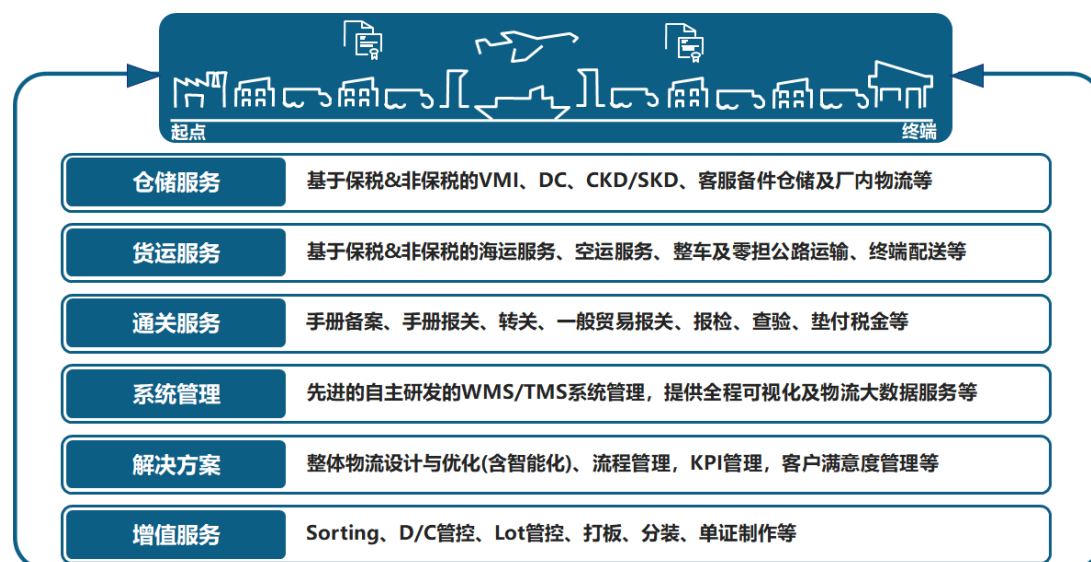 起点
终端
仓储服务
基于保税&非保税的VMI、DC、CKD/SKD、客服备件仓储及厂内物流等
货运服务
基于保税&非保税的海运服务、空运服务、整车及零担公路运输、终端配送等
通关服务
手册备案、手册报关、转关、一般贸易报关、报检、查验、垫付税金等
系统管理
先进的自主研发的WMS/TMS系统管理，提供全程可视化及物流大数据服务等
解决方案
整体物流设计与优化(含智能化)、流程管理，KPI管理，客户满意度管理等
增值服务
Sorting、D/C管控、Lot管控、打板、分装、单证制作等